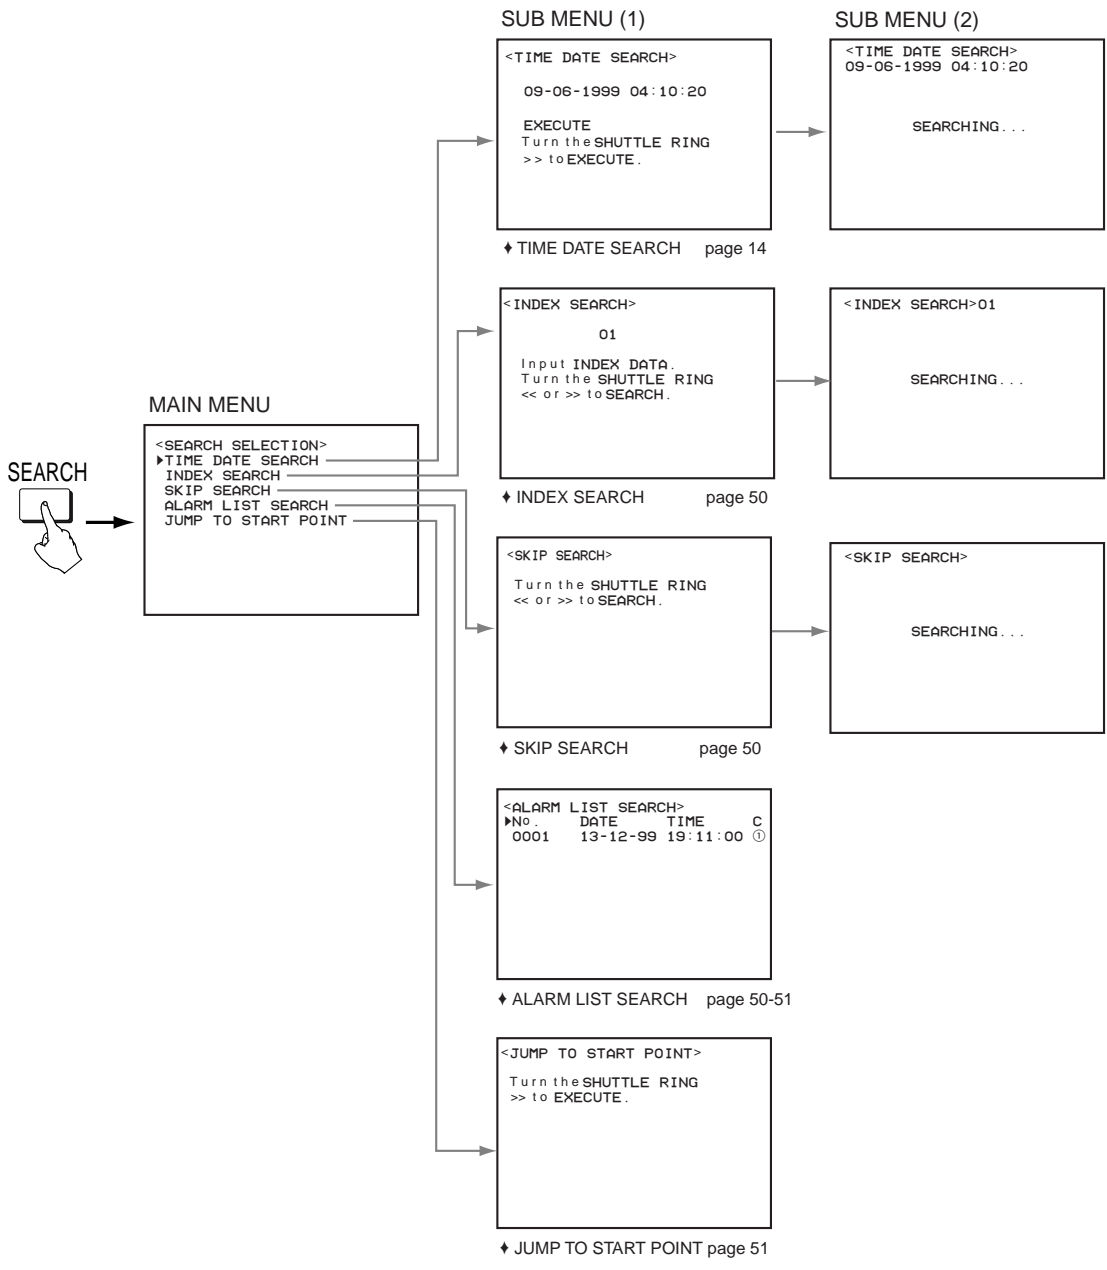 SUB MENU (1)
SUB MENU (2)
<TIME DATE SEARCH>
09-06-1999 04:10:20
EXECUTE
Turn the SHUTTLE RING
>> to EXECUTE.
<TIME DATE SEARCH>
09-06-1999 04:10:20
SEARCHING...
♦ TIME DATE SEARCH page 14
<INDEX SEARCH>
01
Input INDEX DATA.
Turn the SHUTTLE RING
<< or >> to SEARCH.
<INDEX SEARCH>01
SEARCHING...
♦ INDEX SEARCH page 50
MAIN MENU
<SEARCH SELECTION>
▶TIME DATE SEARCH
INDEX SEARCH
SKIP SEARCH
ALARM LIST SEARCH
JUMP TO START POINT
SEARCH
<SKIP SEARCH>
Turn the SHUTTLE RING
<< or >> to SEARCH.
<SKIP SEARCH>
SEARCHING...
♦ SKIP SEARCH page 50
<ALARM LIST SEARCH>
▶No. DATE TIME C
0001 13-12-99 19:11:00 ①
♦ ALARM LIST SEARCH page 50-51
<JUMP TO START POINT>
Turn the SHUTTLE RING
>> to EXECUTE.
♦ JUMP TO START POINT page 51